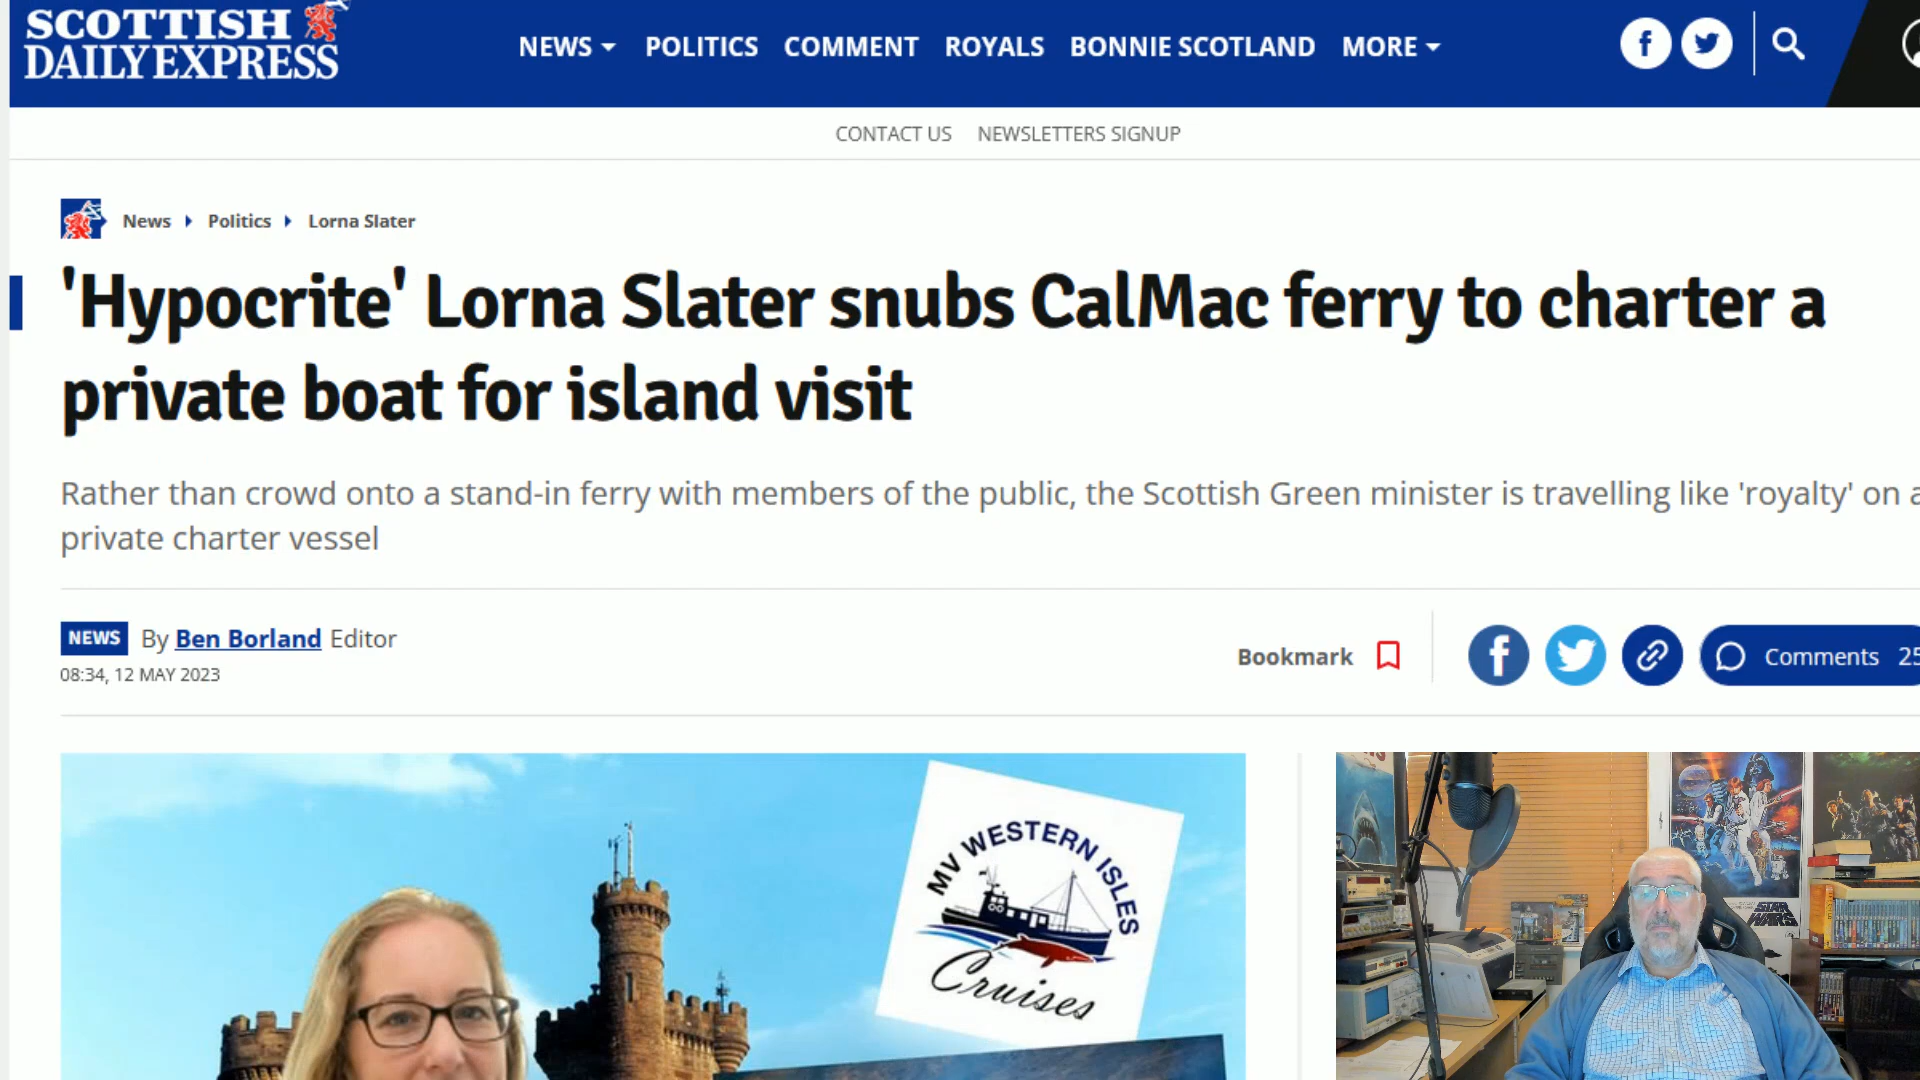 SCOTTISH
DAILY EXPRESS
NEWS POLITICS COMMENT ROYALS BONNIE SCOTLAND MORE
CONTACT US NEWSLETTERS SIGNUP
News Politics Lorna Slater
'Hypocrite' Lorna Slater snubs CalMac ferry to charter a
private boat for island visit
Rather than crowd onto a stand-in ferry with members of the public, the Scottish Green minister is travelling like 'royalty' on a
private charter vessel
NEWS By Ben Borland Editor
08:34, 12 MAY 2023
Bookmark
Comments 25
MV WESTERN ISLES
Cruises
STAR
WARS